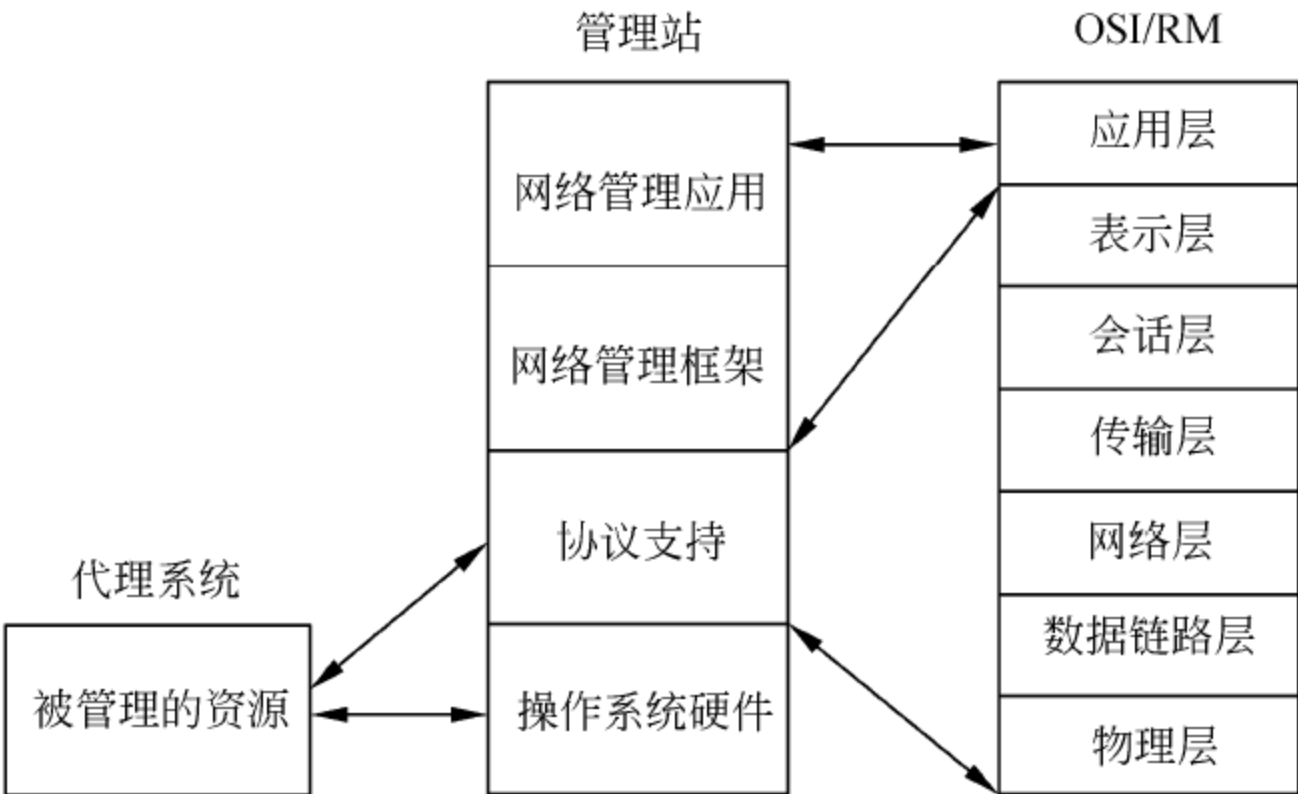 管理站
OSI/RM
网络管理应用
网络管理框架
协议支持
操作系统硬件
代理系统
被管理的资源
应用层
表示层
会话层
传输层
网络层
数据链路层
物理层